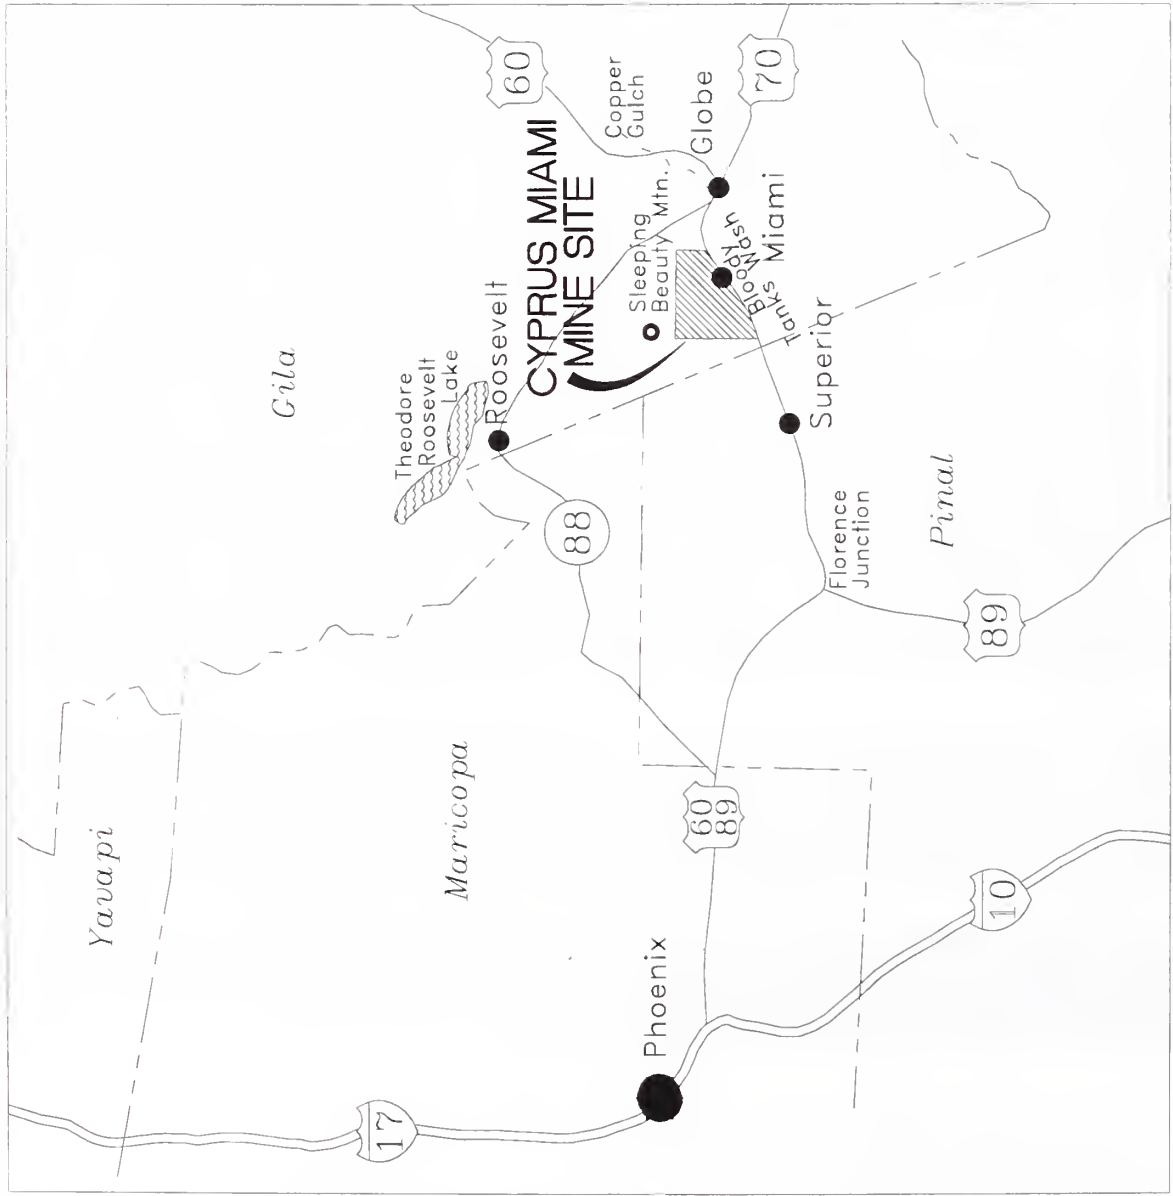 Yavapi
Gila
Maricopa
Theodore
Roosevelt
Lake
Roosevelt
60
CYPRUS MIAMI
MINE SITE
88
Copper
Gulch
Sleeping
Beauty Mtn.
Globe
70
Bloody
Tanks Wash
Miami
Superior
Florence
Junction
Pinal
89
60
89
Phoenix
17
10